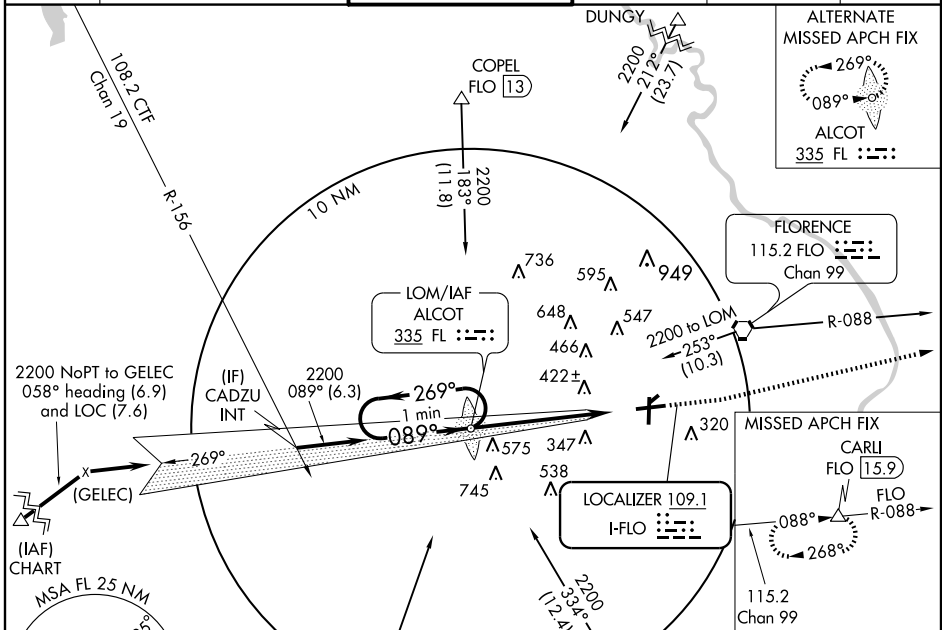 DUNGY
2200
212°
(23.7)
ALTERNATE
MISSED APCH FIX
269°
089°
ALCOT
335 FL
108.2 CTF
Chan 19
R-156
COPEL
FLO 13
2200
183°
(11.8)
10 NM
FLORENCE
115.2 FLO
Chan 99
R-088
2200 to LOM
253°
(10.3)
736
595
949
648
547
466
422±
LOM/IAF
ALCOT
335 FL
2200 NoPT to GELEC
058° heading (6.9)
and LOC (7.6)
(IF)
CADZU
INT
2200
089° (6.3)
269°
1 min
089°
269°
(GELEC)
(IAF)
CHART
575
347
745
538
320
LOCALIZER 109.1
I-FLO
MISSED APCH FIX
CARLI
FLO 15.9
FLO
R-088
088°
268°
115.2
Chan 99
2200
334°
MSA FL 25 NM